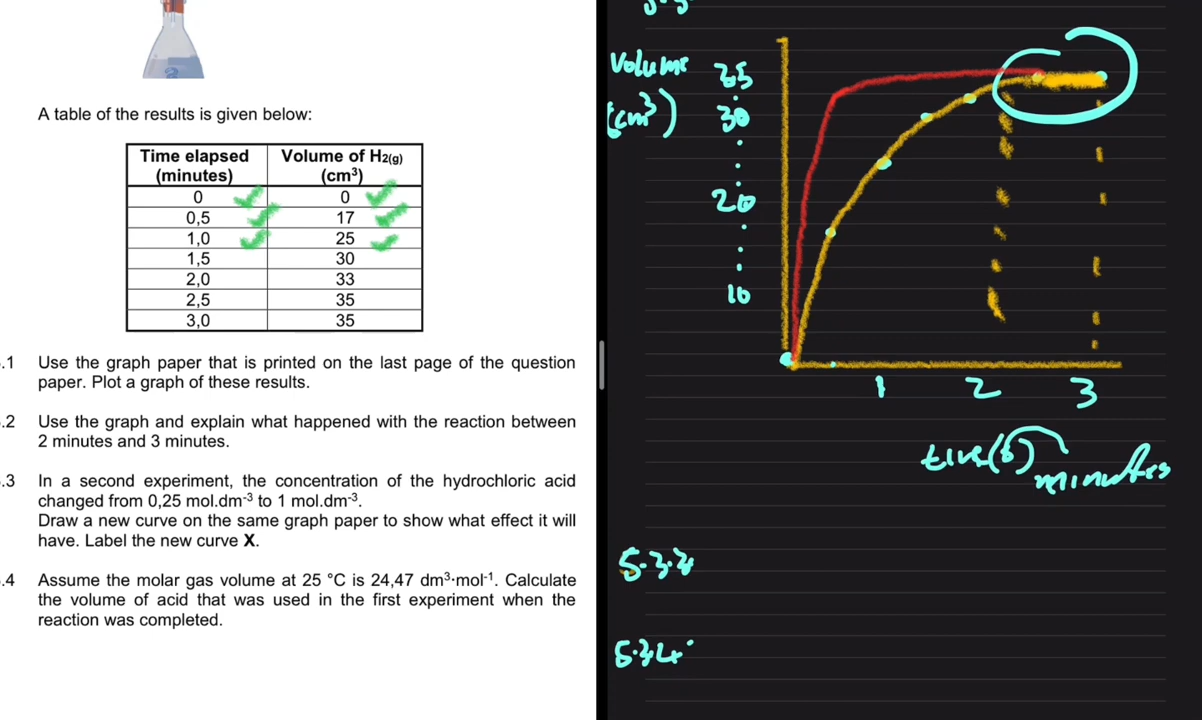 A table of the results is given below:
Time elapsed (minutes) Volume of H2(g) (cm³)
0 0
0,5 17
1,0 25
1,5 30
2,0 33
2,5 35
3,0 35
.1 Use the graph paper that is printed on the last page of the question
paper. Plot a graph of these results.
.2 Use the graph and explain what happened with the reaction between
2 minutes and 3 minutes.
.3 In a second experiment, the concentration of the hydrochloric acid
changed from 0,25 mol.dm⁻³ to 1 mol.dm⁻³.
Draw a new curve on the same graph paper to show what effect it will
have. Label the new curve X.
.4 Assume the molar gas volume at 25 °C is 24,47 dm³·mol⁻¹. Calculate
the volume of acid that was used in the first experiment when the
reaction was completed.
Volume
(cm³)
35
30
20
10
1 2 3
minutes
5.3.4